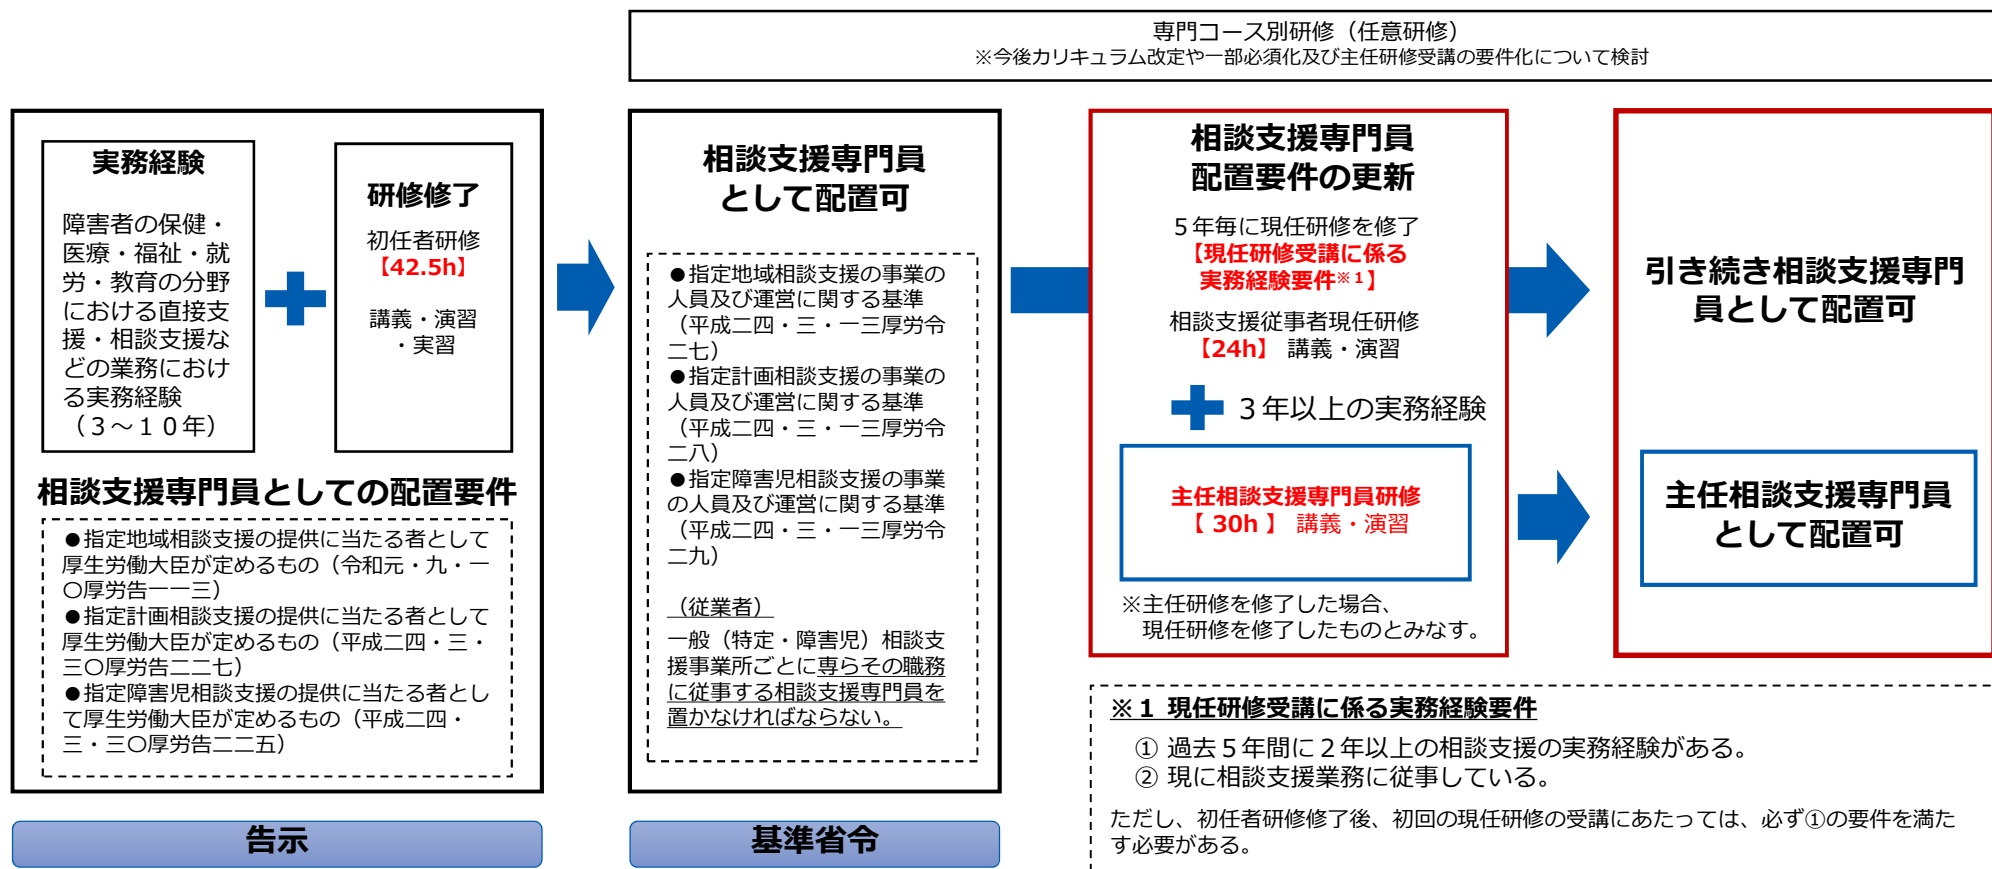 専門コース別研修（任意研修）
※今後カリキュラム改定や一部必須化及び主任研修受講の要件化について検討
実務経験
障害者の保健・
医療・福祉・就
労・教育の分野
における直接支
援・相談支援な
どの業務におけ
る実務経験
（３～１０年）
研修修了
初任者研修
【42.5h】
講義・演習
・実習
相談支援専門員としての配置要件
●指定地域相談支援の提供に当たる者として
厚生労働大臣が定めるもの（令和元・九・一
〇厚労告一一三）
●指定計画相談支援の提供に当たる者として
厚生労働大臣が定めるもの（平成二四・三・
三〇厚労告二二七）
●指定障害児相談支援の提供に当たる者とし
て厚生労働大臣が定めるもの（平成二四・
三・三〇厚労告二二五）
告示
相談支援専門員
として配置可
●指定地域相談支援の事業の
人員及び運営に関する基準
（平成二四・三・一三厚労令
二七）
●指定計画相談支援の事業の
人員及び運営に関する基準
（平成二四・三・一三厚労令
二八）
●指定障害児相談支援の事業
の人員及び運営に関する基準
（平成二四・三・一三厚労令
二九）
（従業者）
一般（特定・障害児）相談支
援事業所ごとに専らその職務
に従事する相談支援専門員を
置かなければならない。
基準省令
相談支援専門員
配置要件の更新
５年毎に現任研修を修了
【現任研修受講に係る
実務経験要件※１】
相談支援従事者現任研修
【24h】 講義・演習
３年以上の実務経験
主任相談支援専門員研修
【 30h 】 講義・演習
※主任研修を修了した場合、
現任研修を修了したものとみなす。
引き続き相談支援専門
員として配置可
主任相談支援専門員
として配置可
※１ 現任研修受講に係る実務経験要件
① 過去５年間に２年以上の相談支援の実務経験がある。
② 現に相談支援業務に従事している。
ただし、初任者研修修了後、初回の現任研修の受講にあたっては、必ず①の要件を満た
す必要がある。